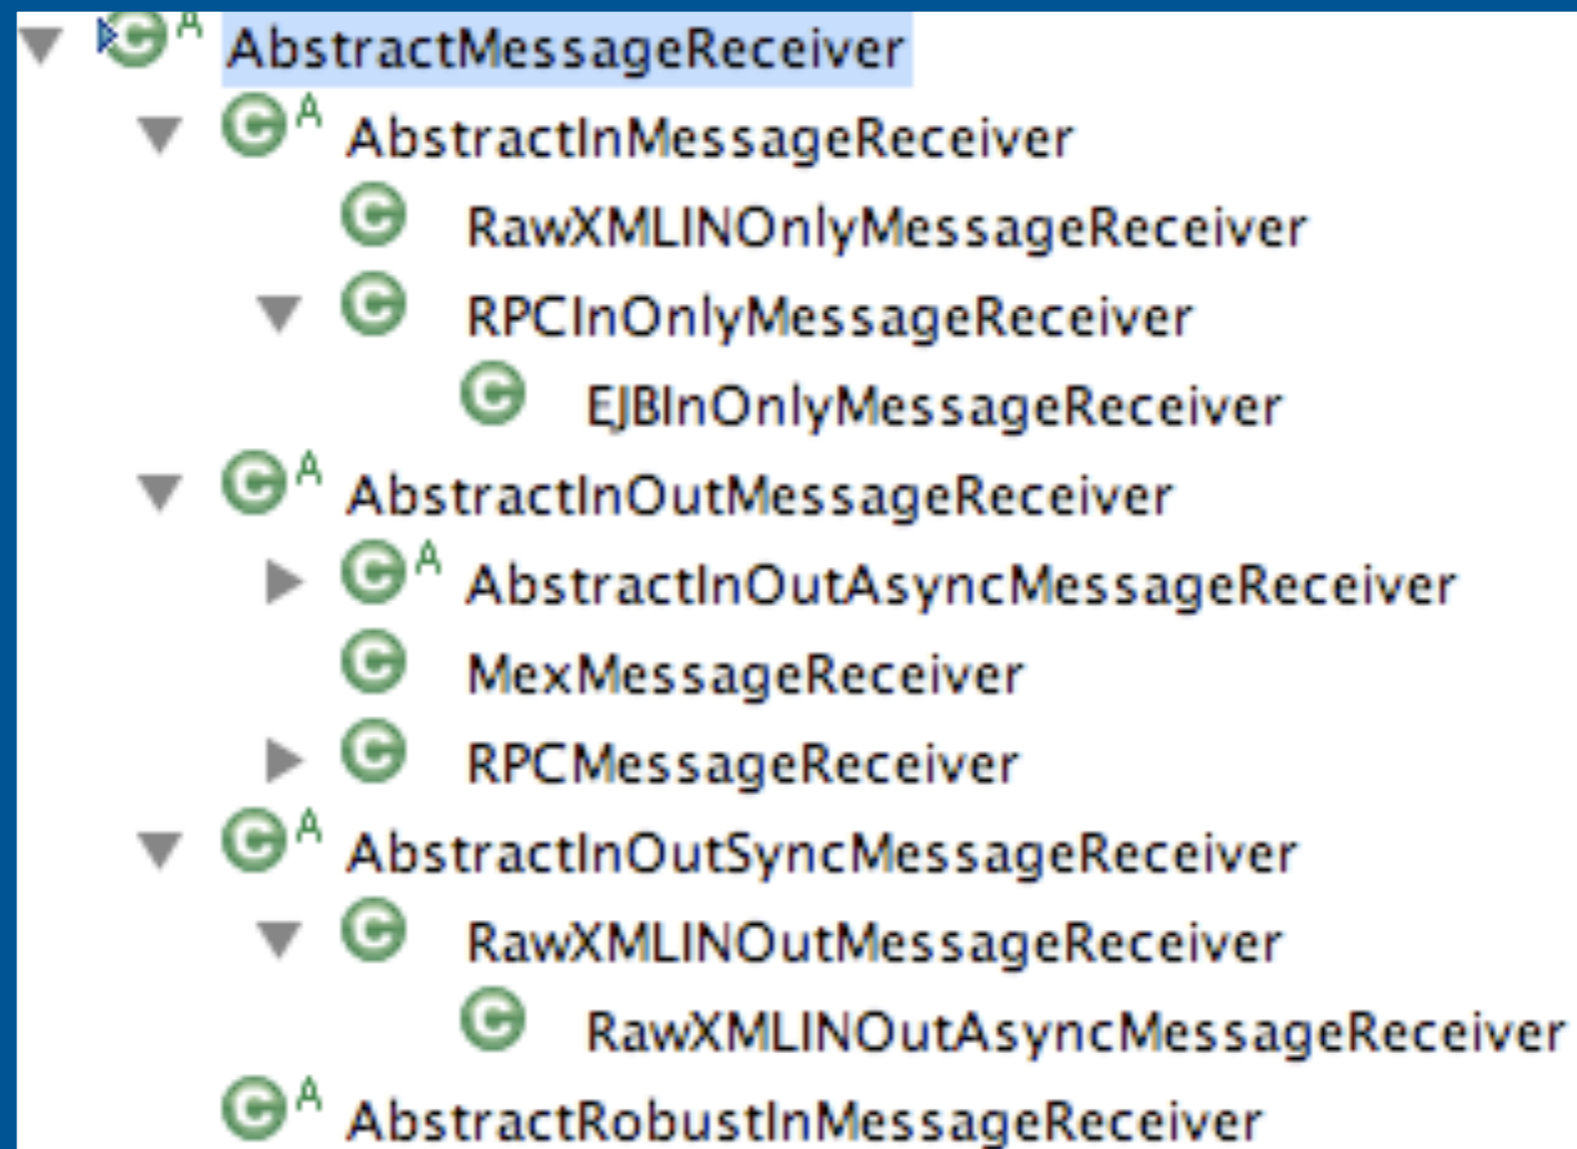 AbstractMessageReceiver
AbstractInMessageReceiver
RawXMLINOnlyMessageReceiver
RPCInOnlyMessageReceiver
EJBInOnlyMessageReceiver
AbstractInOutMessageReceiver
AbstractInOutAsyncMessageReceiver
MexMessageReceiver
RPCMessageReceiver
AbstractInOutSyncMessageReceiver
RawXMLINOutMessageReceiver
RawXMLINOutAsyncMessageReceiver
AbstractRobustInMessageReceiver